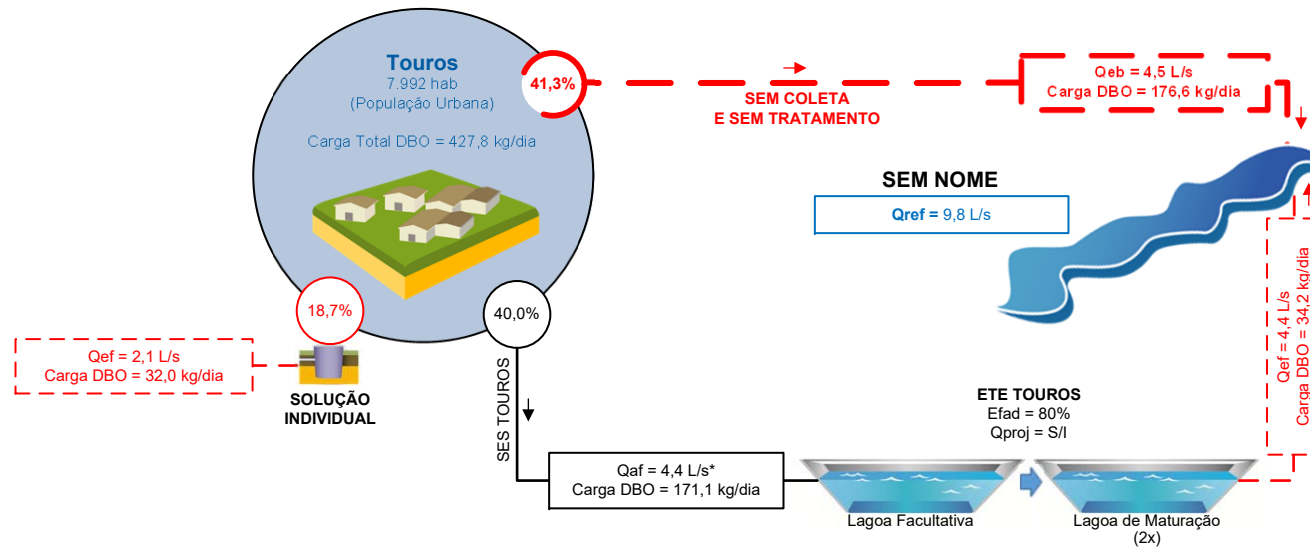 Touros
7.992 hab
(População Urbana)
Carga Total DBO = 427,8 kg/dia
41,3%
SEM COLETA
E SEM TRATAMENTO
Qeb = 4,5 L/s
Carga DBO = 176,6 kg/dia
SEM NOME
Qref = 9,8 L/s
18,7%
40,0%
Qef = 2,1 L/s
Carga DBO = 32,0 kg/dia
SOLUÇÃO
INDIVIDUAL
SES TOUROS
Qaf = 4,4 L/s*
Carga DBO = 171,1 kg/dia
ETE TOUROS
Efad = 80%
Qproj = S/I
Lagoa Facultativa
Lagoa de Maturação
(2x)
Qef = 4,4 L/s
Carga DBO = 34,2 kg/dia